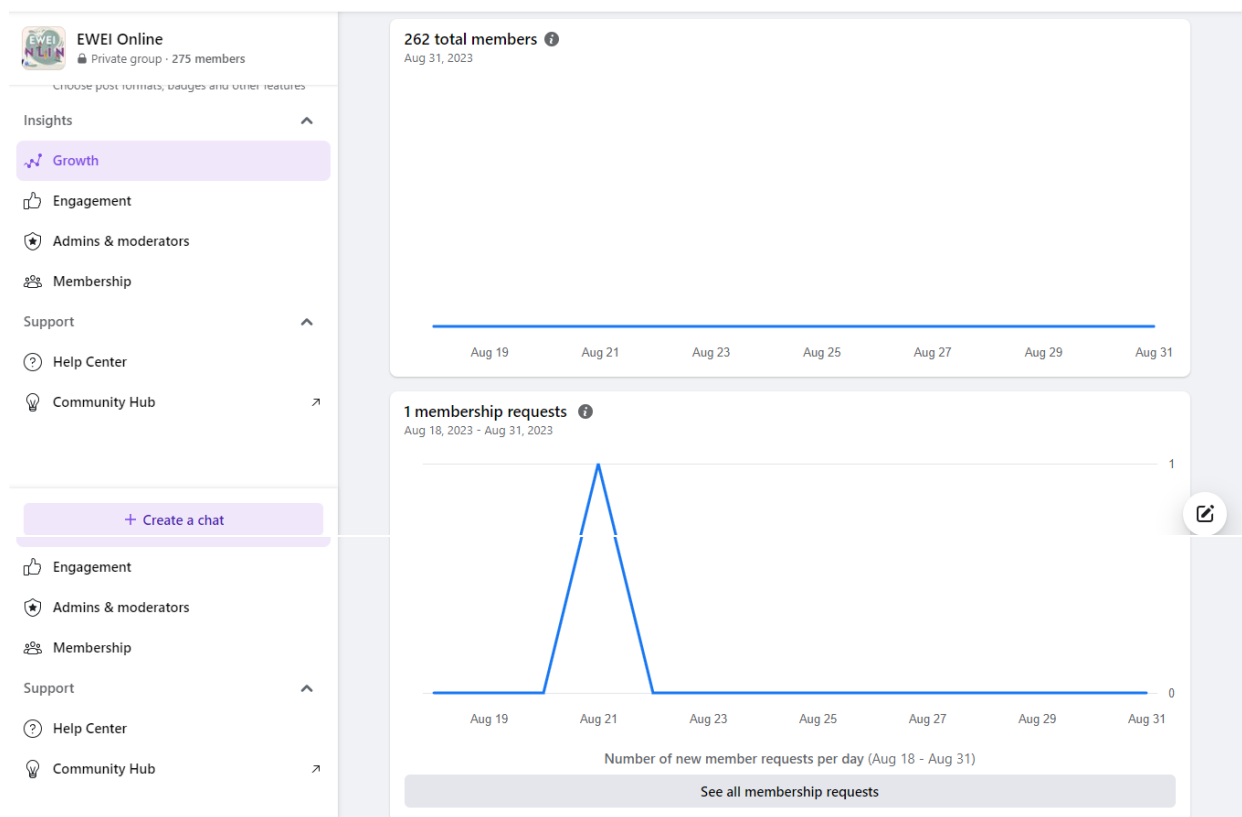 EWEI
NLIN
EWEI Online
Private group · 275 members
Choose post formats, badges and other features
Insights
Growth
Engagement
Admins & moderators
Membership
Support
Help Center
Community Hub
+ Create a chat
Engagement
Admins & moderators
Membership
Support
Help Center
Community Hub
262 total members
Aug 31, 2023
Aug 19 Aug 21 Aug 23 Aug 25 Aug 27 Aug 29 Aug 31
1 membership requests
Aug 18, 2023 - Aug 31, 2023
1
0
Aug 19 Aug 21 Aug 23 Aug 25 Aug 27 Aug 29 Aug 31
Number of new member requests per day (Aug 18 - Aug 31)
See all membership requests